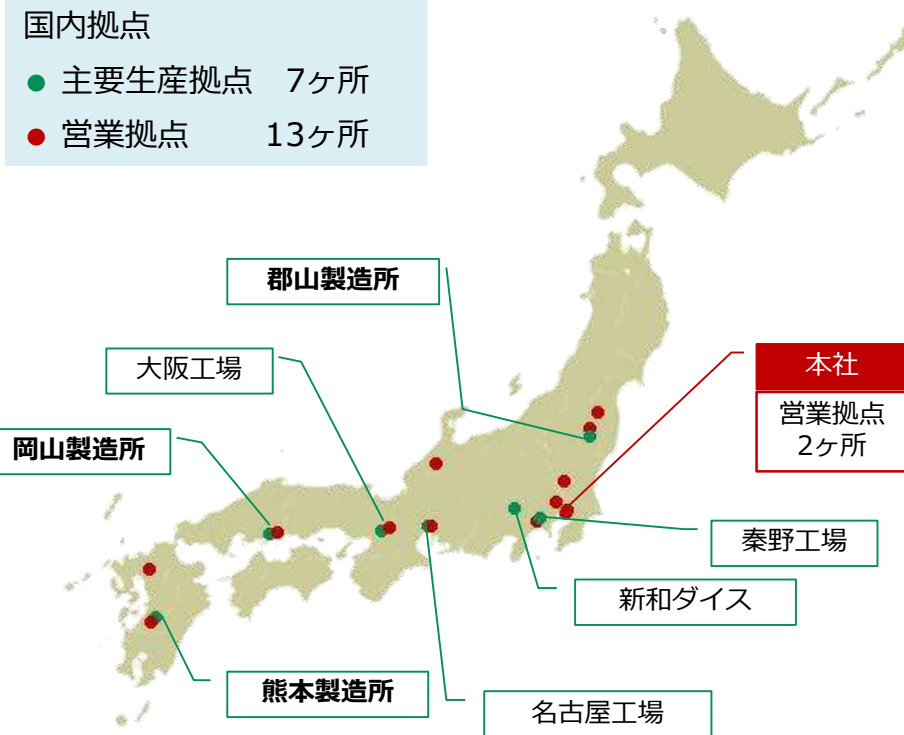 国内拠点
● 主要生産拠点 7ヶ所
● 営業拠点 13ヶ所
郡山製造所
大阪工場
本社
営業拠点
2ヶ所
岡山製造所
秦野工場
新和ダイス
熊本製造所
名古屋工場